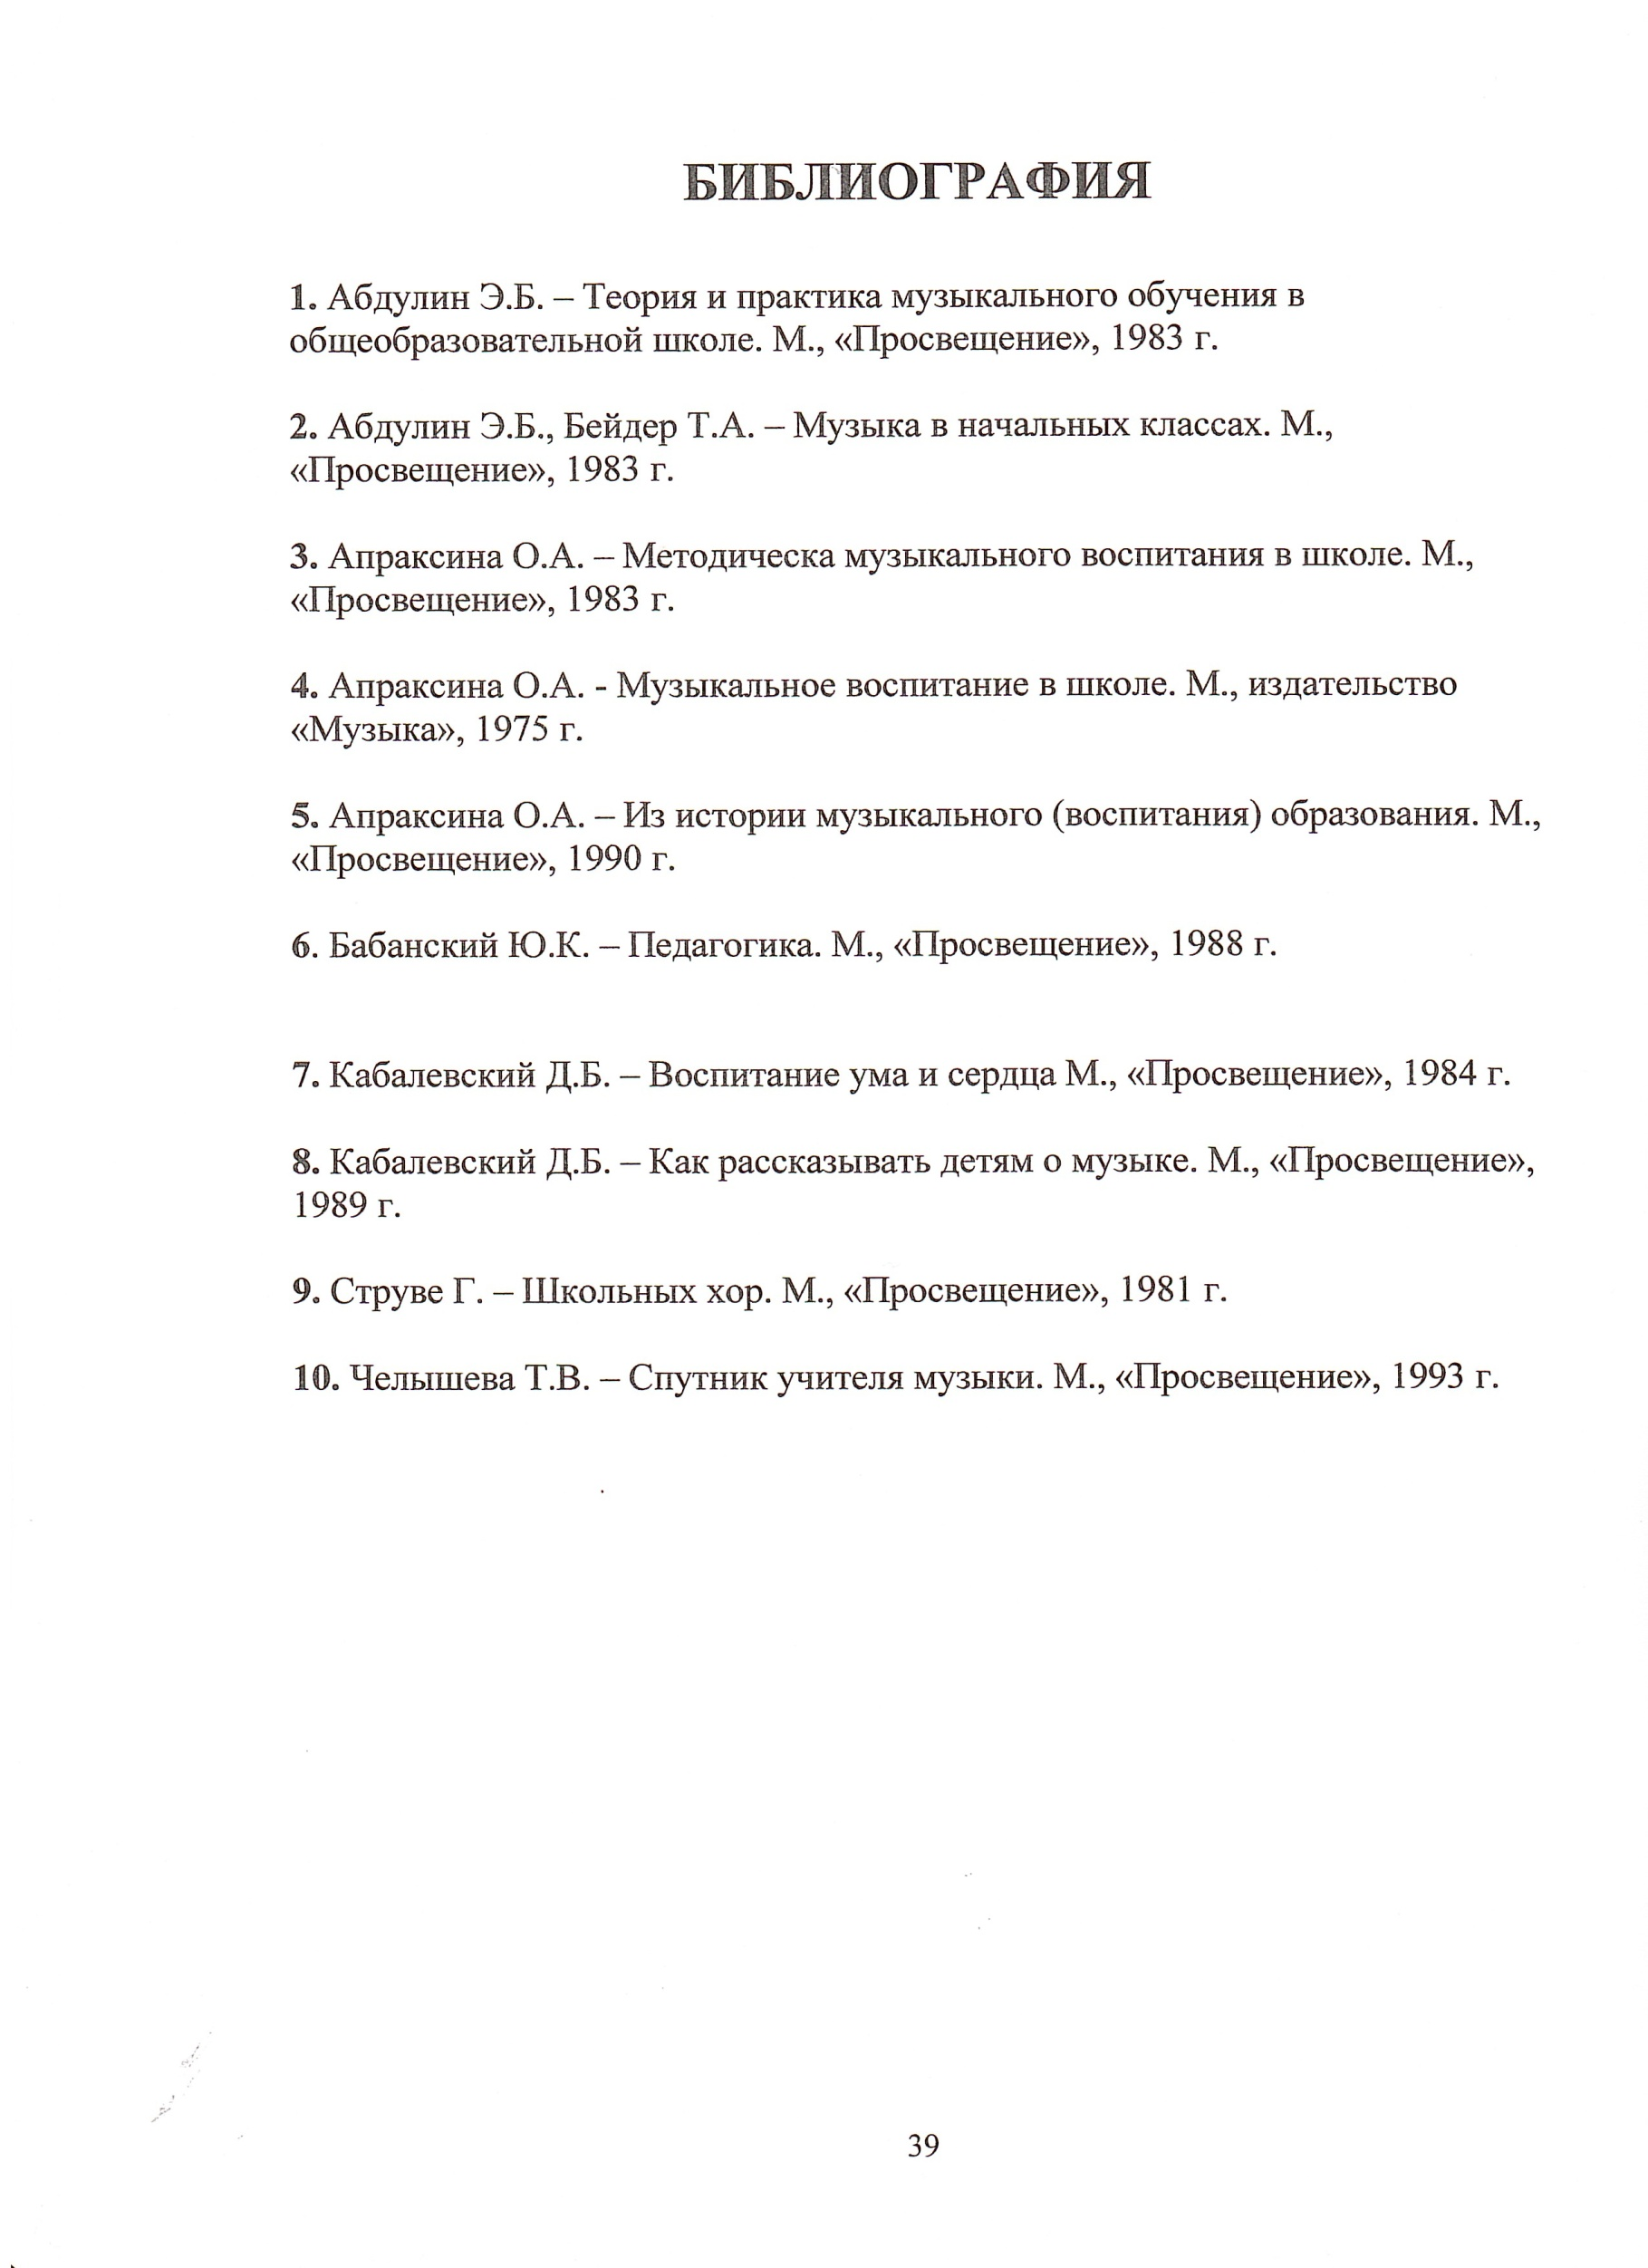 БИБЛИОГРАФИЯ
1. Абдулин Э.Б. – Теория и практика музыкального обучения в
общеобразовательной школе. М., «Просвещение», 1983 г.
2. Абдулин Э.Б., Бейдер Т.А. – Музыка в начальных классах. М.,
«Просвещение», 1983 г.
3. Апраксина О.А. – Методическа музыкального воспитания в школе. М.,
«Просвещение», 1983 г.
4. Апраксина О.А. - Музыкальное воспитание в школе. М., издательство
«Музыка», 1975 г.
5. Апраксина О.А. – Из истории музыкального (воспитания) образования. М.,
«Просвещение», 1990 г.
6. Бабанский Ю.К. – Педагогика. М., «Просвещение», 1988 г.
7. Кабалевский Д.Б. – Воспитание ума и сердца М., «Просвещение», 1984 г.
8. Кабалевский Д.Б. – Как рассказывать детям о музыке. М., «Просвещение»,
1989 г.
9. Струве Г. – Школьных хор. М., «Просвещение», 1981 г.
10. Челышева Т.В. – Спутник учителя музыки. М., «Просвещение», 1993 г.
39